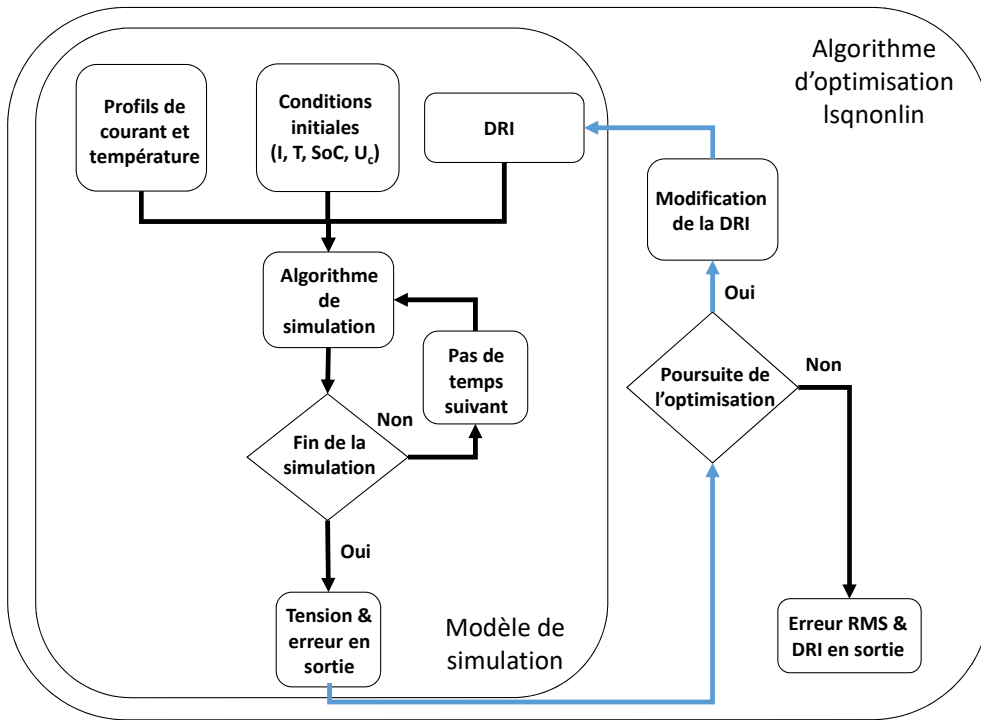 Algorithme
d'optimisation
lsqnonlin
Profils de
courant et
température
Conditions
initiales
(I, T, SoC, Uc)
DRI
Modification
de la DRI
Algorithme
de
simulation
Oui
Pas de
temps
suivant
Poursuite de
l'optimisation
Non
Non
Fin de la
simulation
Oui
Tension &
erreur en
sortie
Modèle de
simulation
Erreur RMS &
DRI en sortie